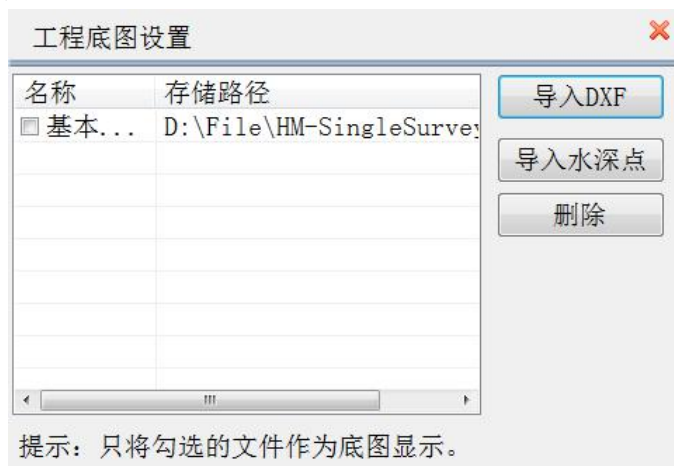 工程底图设置
名称 存储路径
基本... D:\File\HM-SingleSurvey
导入DXF
导入水深点
删除
提示: 只将勾选的文件作为底图显示。